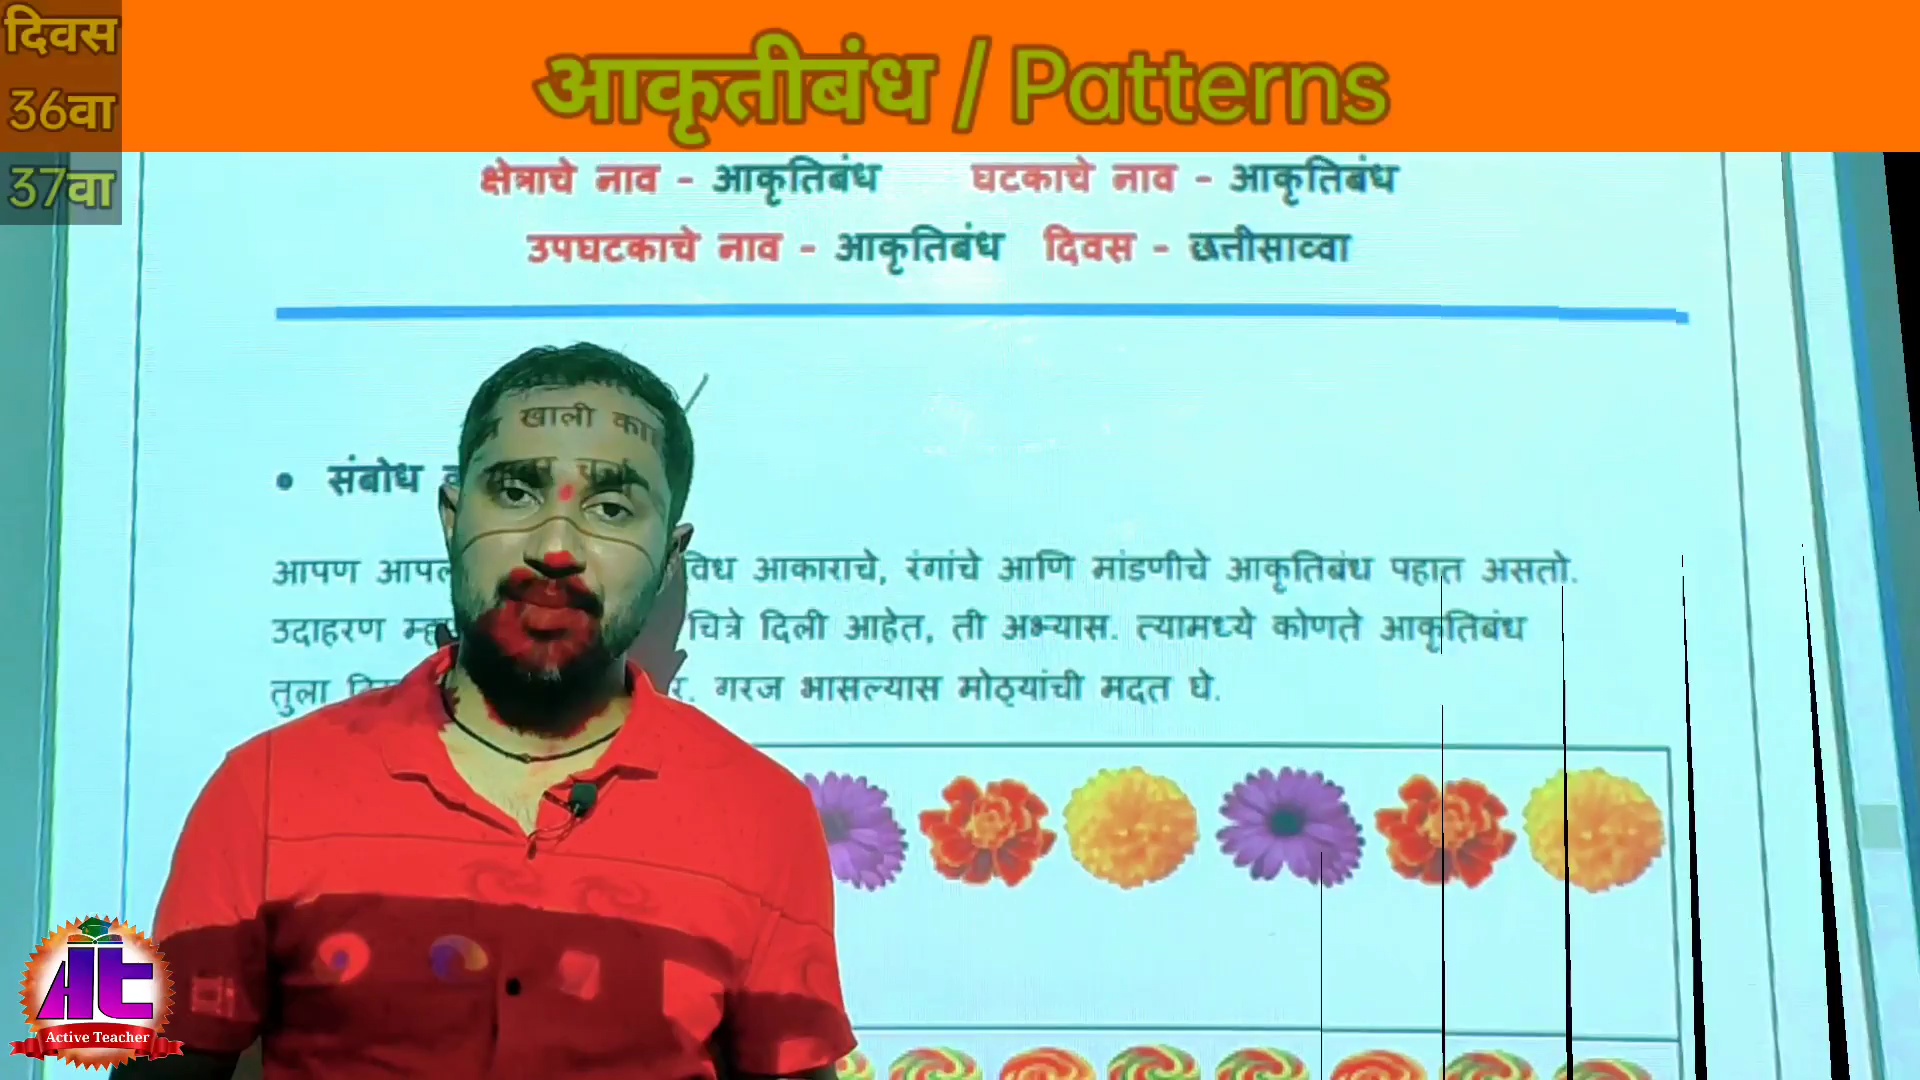 दिवस
36वा
37वा
आकृतीबंध / Patterns
क्षेत्राचे नाव - आकृतिबंध घटकाचे नाव - आकृतिबंध
उपघटकाचे नाव - आकृतिबंध दिवस - छत्तीसाव्वा
खाली
• संबोध
आपण विध आकाराचे, रंगांचे आणि मांडणीचे आकृतिबंध पहात असतो.
उदाहरण चित्रे दिली आहेत, ती अभ्यास. त्यामध्ये कोणते आकृतिबंध
तुला र. गरज भासल्यास मोठ्यांची मदत घे.
At
Active Teacher